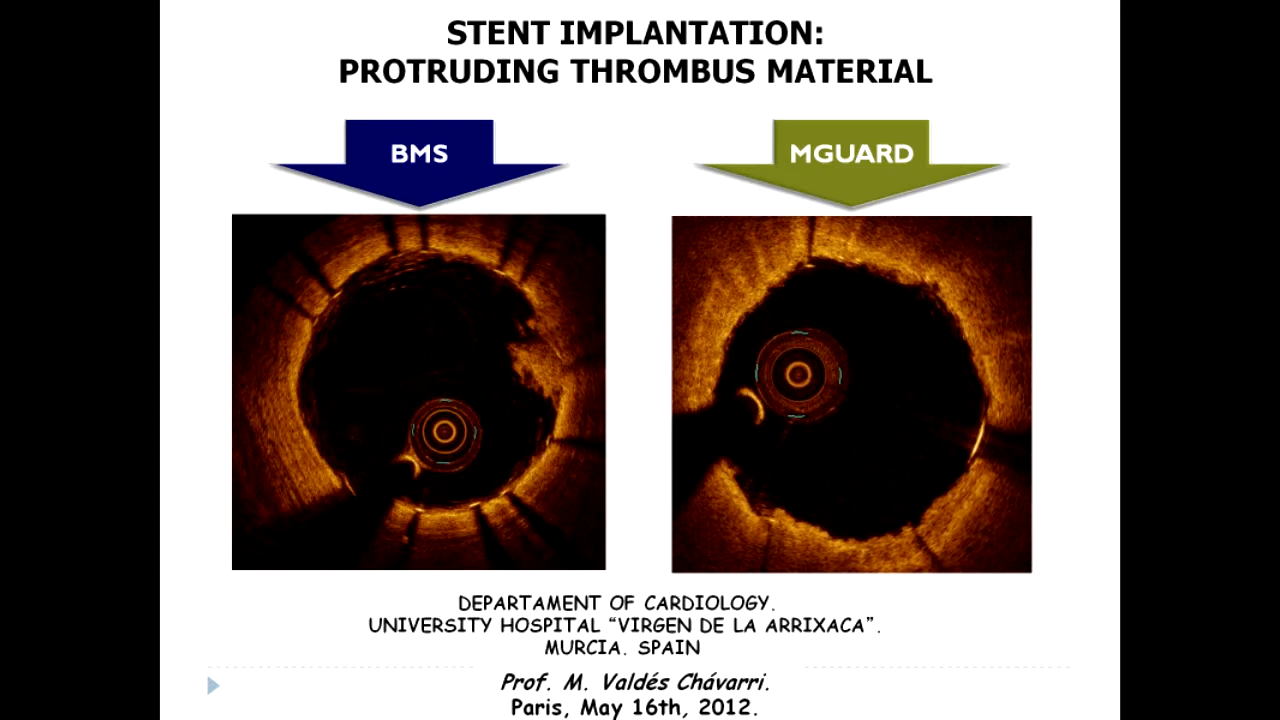 STENT IMPLANTATION:
PROTRUDING THROMBUS MATERIAL
BMS
MGUARD
DEPARTAMENT OF CARDIOLOGY.
UNIVERSITY HOSPITAL “VIRGEN DE LA ARRIXACA”.
MURCIA. SPAIN
Prof. M. Valdés Chávarri.
Paris, May 16th, 2012.